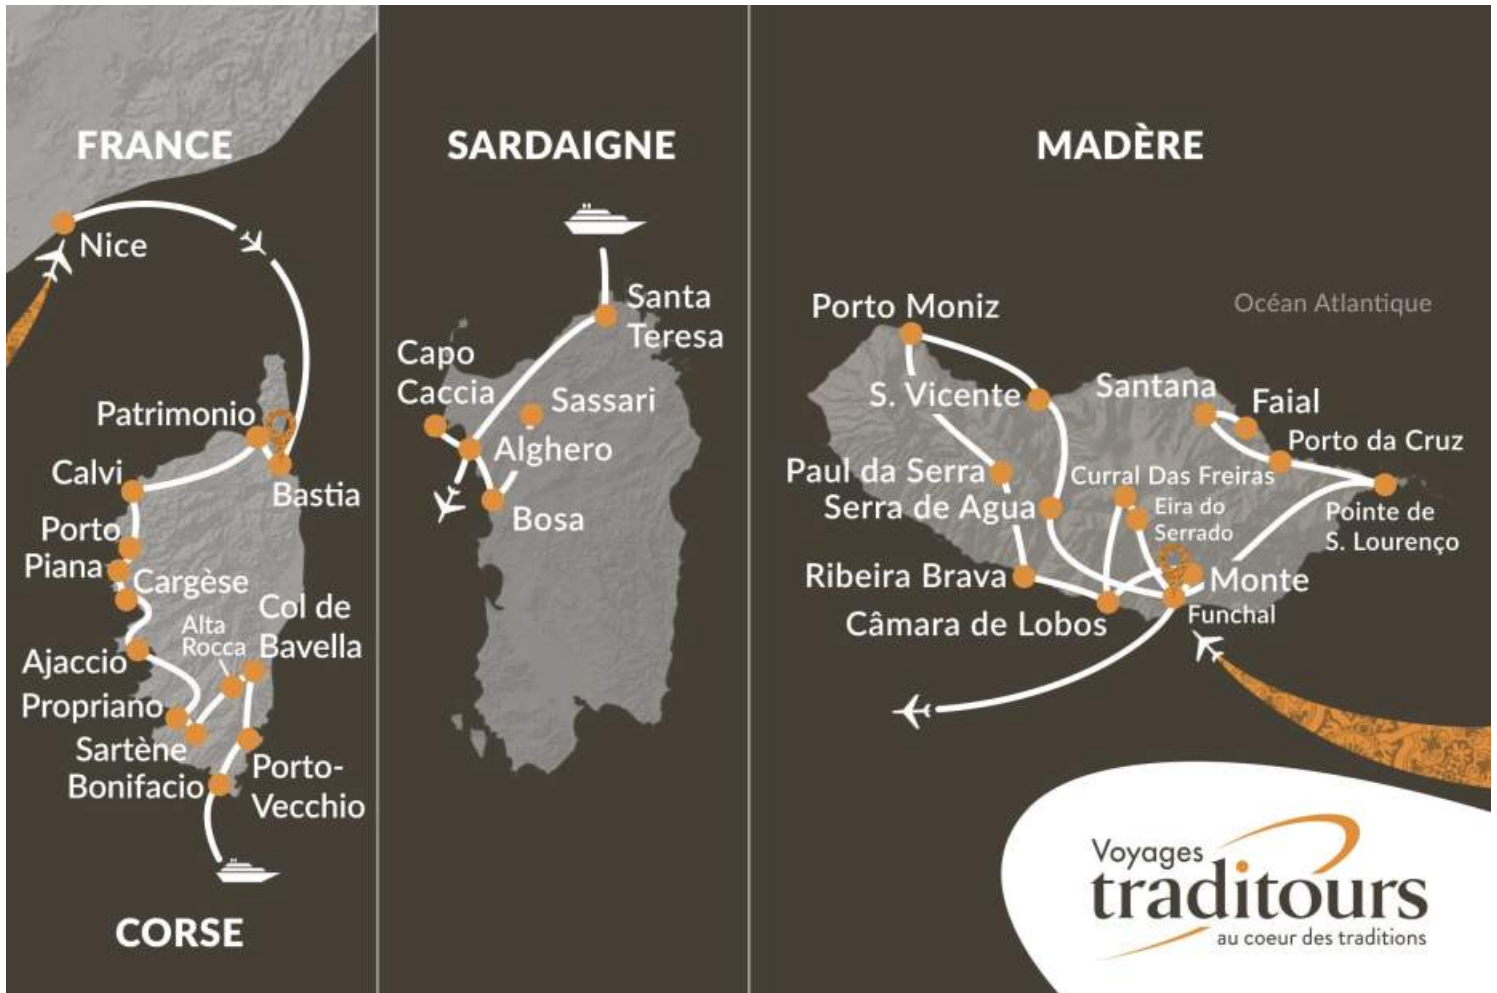 FRANCE
Nice
Patrimonio
Calvi
Bastia
Porto
Piana
Cargèse
Col de
Bavella
Alta
Rocca
Ajaccio
Propriano
Sartène
Bonifacio
Porto-
Vecchio
CORSE
SARDAIGNE
Santa
Teresa
Capo
Caccia
Sassari
Alghero
Bosa
MADÈRE
Océan Atlantique
Porto Moniz
S. Vicente
Santana
Faial
Porto da Cruz
Paul da Serra
Curral Das Freiras
Serra de Agua
Eira do
Serrado
Pointe de
S. Lourenço
Ribeira Brava
Monte
Câmara de Lobos
Funchal
Voyages
traditours
au coeur des traditions